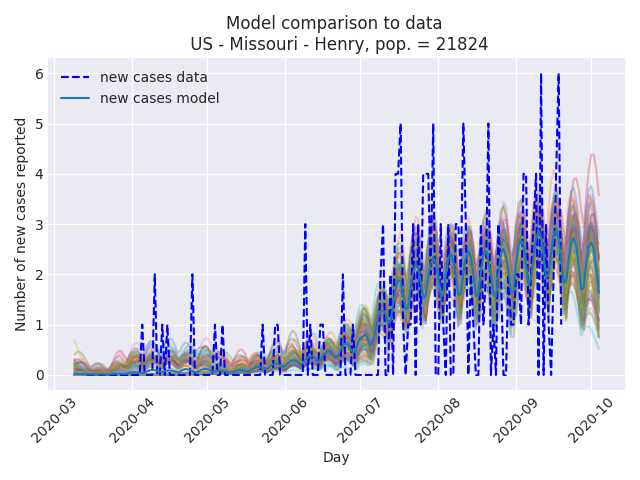 Model comparison to data
US - Missouri - Henry, pop. = 21824
new cases data
new cases model
Number of new cases reported
6
5
4
3
2
1
0
2020-03
2020-04
2020-05
2020-06
2020-07
2020-08
2020-09
2020-10
Day